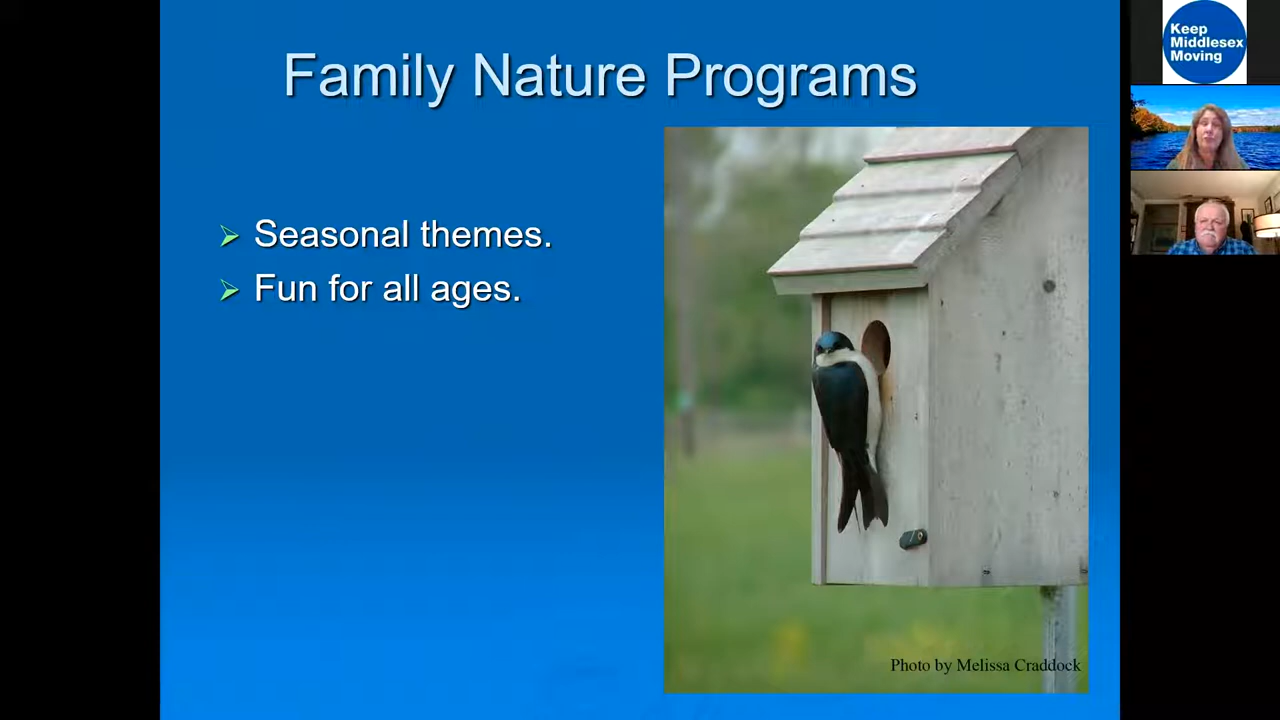 Family Nature Programs
Seasonal themes.
Fun for all ages.
Photo by Melissa Craddock
Keep
Middlesex
Moving